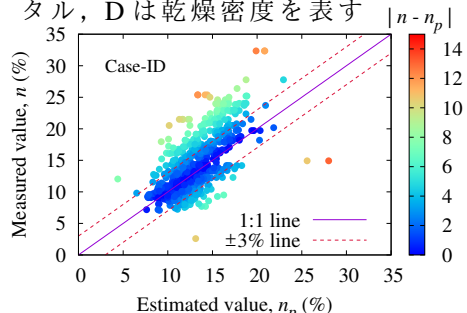 タル，D は乾燥密度を表す
| n - n_p |
35
30
25
20
15
10
5
0
Measured value, n (%)
Case-ID
1:1 line
±3% line
0 5 10 15 20 25 30 35
Estimated value, n_p (%)
14
12
10
8
6
4
2
0